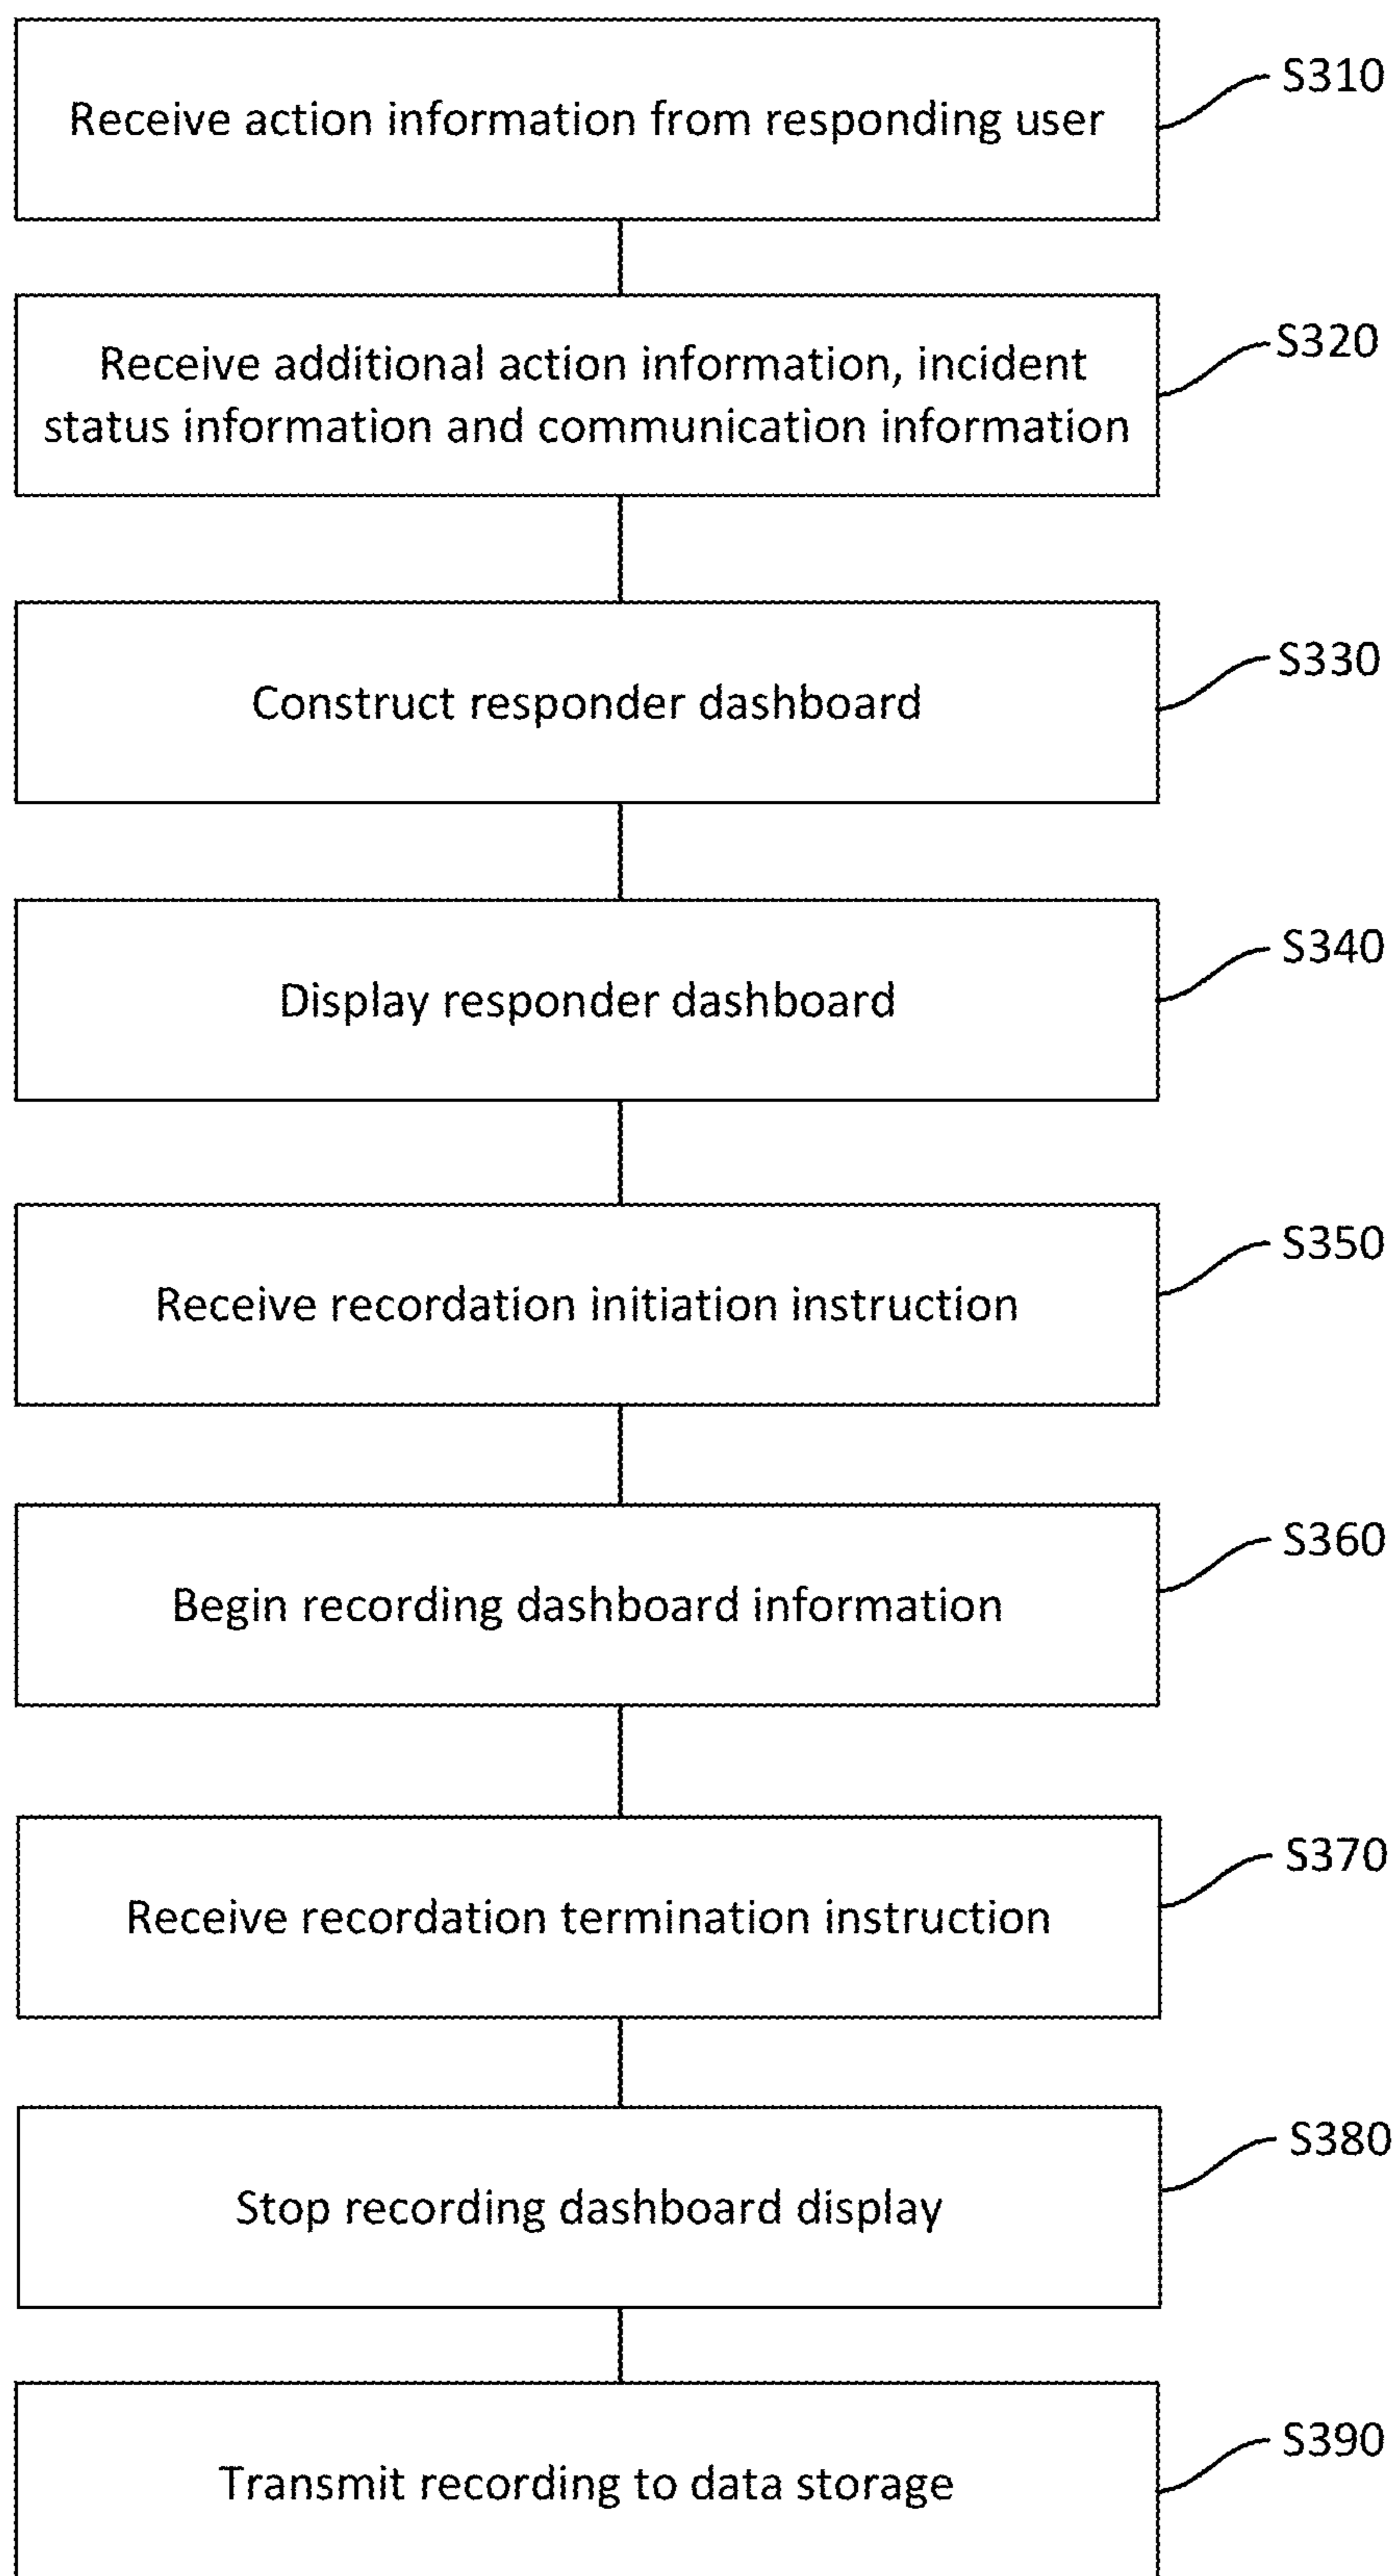 Receive action information from responding user
S310
Receive additional action information, incident
status information and communication information
S320
Construct responder dashboard
S330
Display responder dashboard
S340
Receive recordation initiation instruction
S350
Begin recording dashboard information
S360
Receive recordation termination instruction
S370
Stop recording dashboard display
S380
Transmit recording to data storage
S390